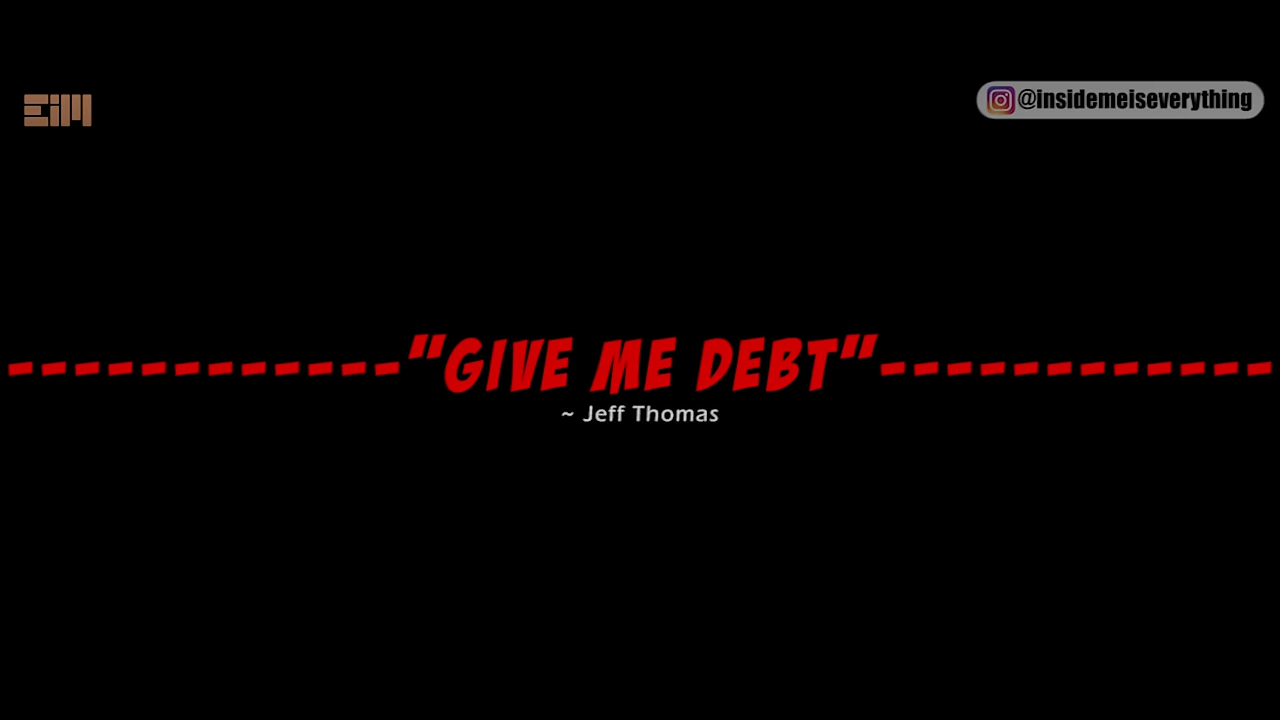 EiM
@insidemeiseverything
------------"GIVE ME DEBT"------------
~ Jeff Thomas